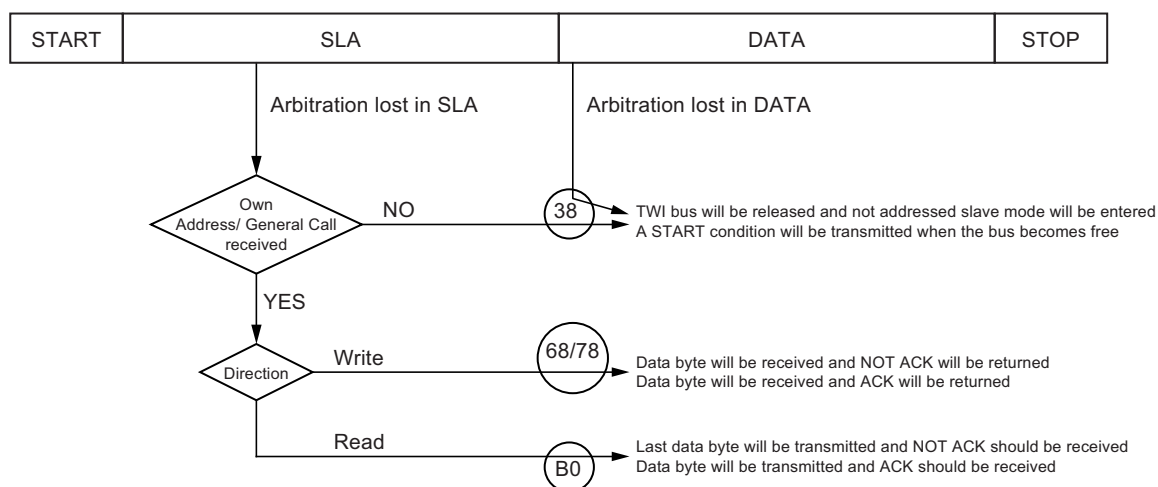 START SLA DATA STOP
Arbitration lost in SLA Arbitration lost in DATA
Own
Address/ General Call
received
NO
38
TWI bus will be released and not addressed slave mode will be entered
A START condition will be transmitted when the bus becomes free
YES
Direction
Write
68/78
Data byte will be received and NOT ACK will be returned
Data byte will be received and ACK will be returned
Read
B0
Last data byte will be transmitted and NOT ACK should be received
Data byte will be transmitted and ACK should be received